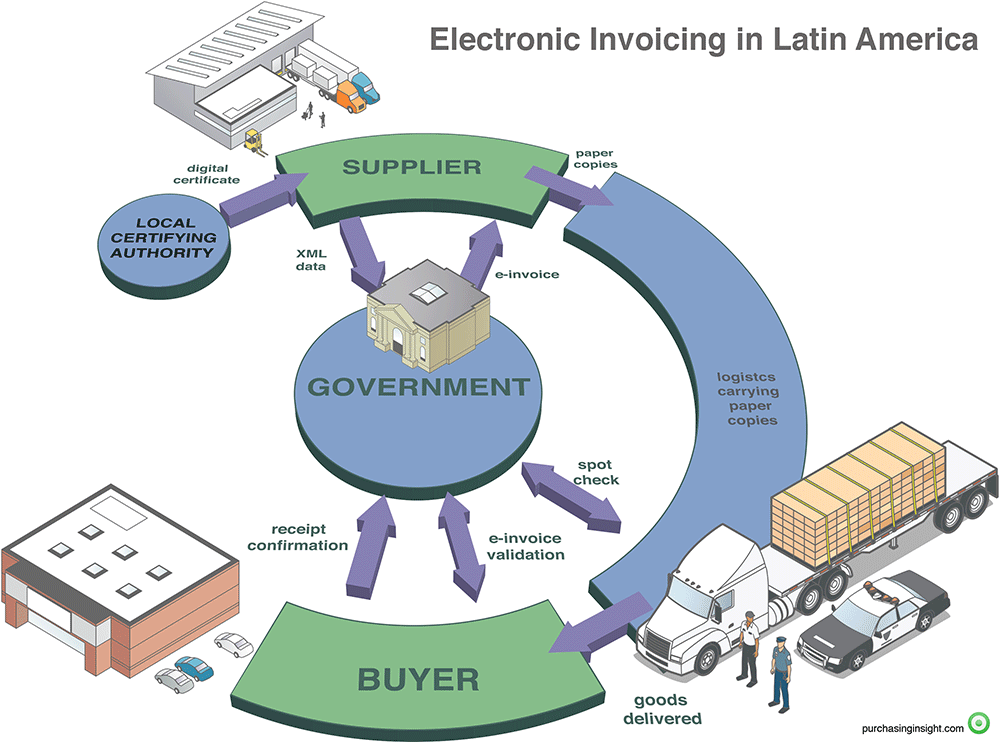 Electronic Invoicing in Latin America
SUPPLIER
paper
copies
digital
certificate
LOCAL
CERTIFYING
AUTHORITY
XML
data
e-invoice
GOVERNMENT
logistcs
carrying
paper
copies
spot
check
receipt
confirmation
e-invoice
validation
BUYER
goods
delivered
purchasinginsight.com